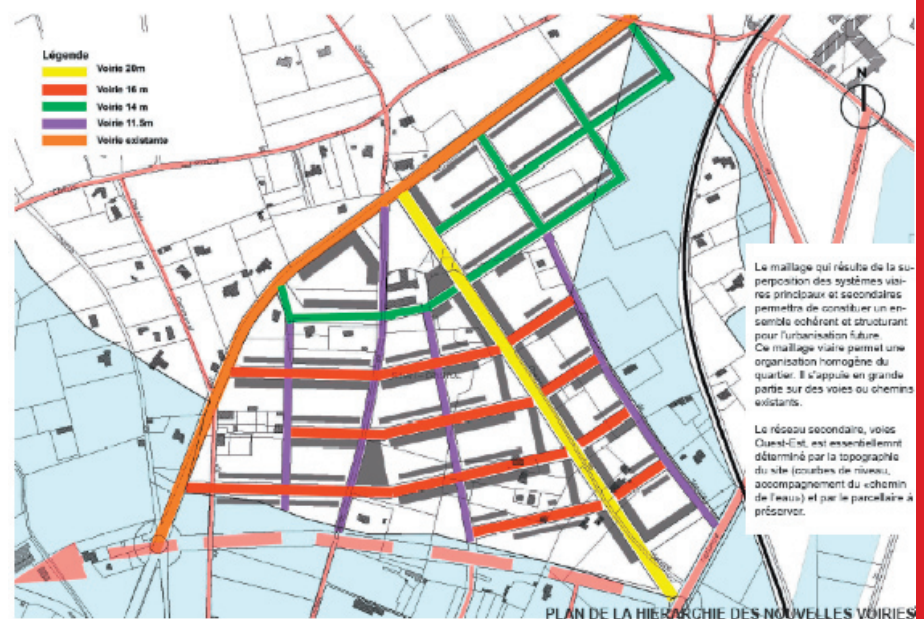 Légende
Voirie 20m
Voirie 16 m
Voirie 14 m
Voirie 11.5m
Voirie existante
N
Le maillage qui résulte de la su-
perposition des systèmes viai-
res principaux et secondaires
permettra de constituer un en-
semble cohérent et structurant
pour l'urbanisation future.
Ce maillage viaire permet une
organisation homogène du
quartier. Il s'appuie en grande
partie sur des voies ou chemins
existants.
Le réseau secondaire, voies
Ouest-Est, est essentiellemnt
déterminé par la topographie
du site (courbes de niveau,
accompagnement du «chemin
de l'eau») et par le parcellaire à
préserver.
PLAN DE LA HIERARCHIE DES NOUVELLES VOIRIES